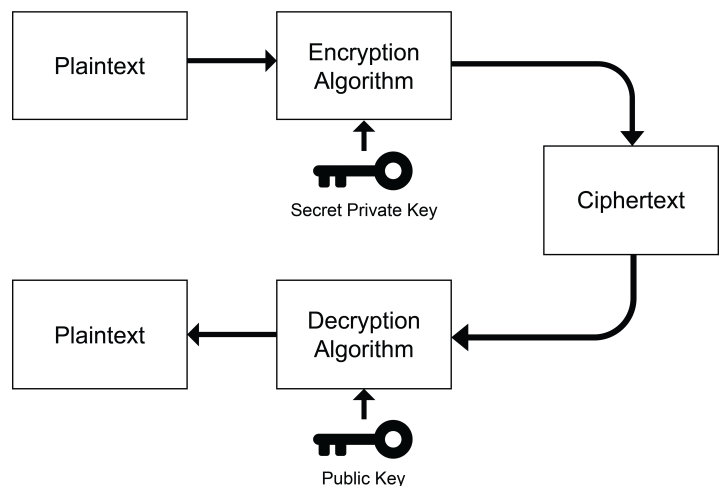 Plaintext
Encryption
Algorithm
Secret Private Key
Ciphertext
Plaintext
Decryption
Algorithm
Public Key